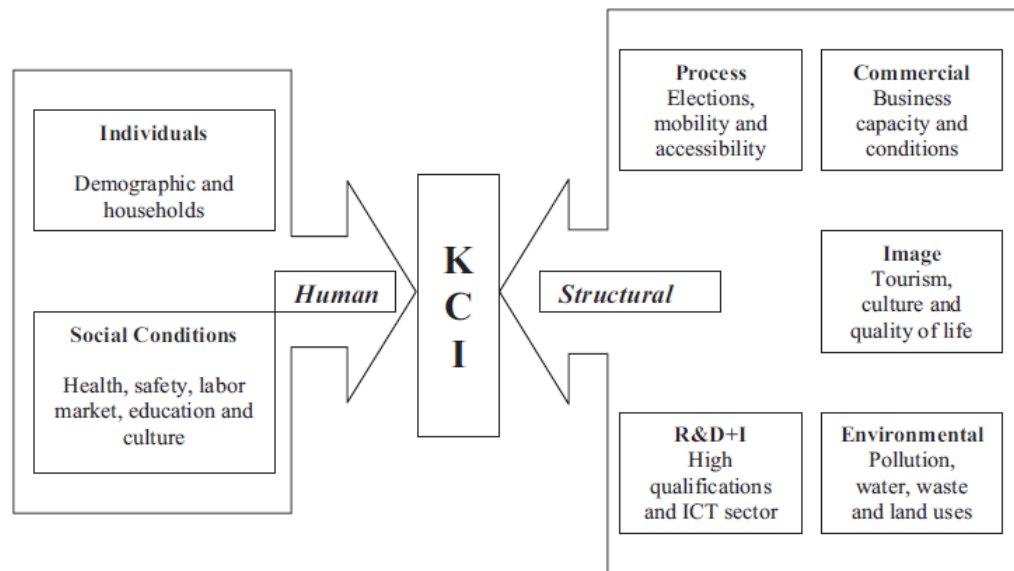 Individuals
Demographic and
households
Social Conditions
Health, safety, labor
market, education and
culture
Human
K
C
I
Structural
Process
Elections,
mobility and
accessibility
Commercial
Business
capacity and
conditions
Image
Tourism,
culture and
quality of life
R&D+I
High
qualifications
and ICT sector
Environmental
Pollution,
water, waste
and land uses